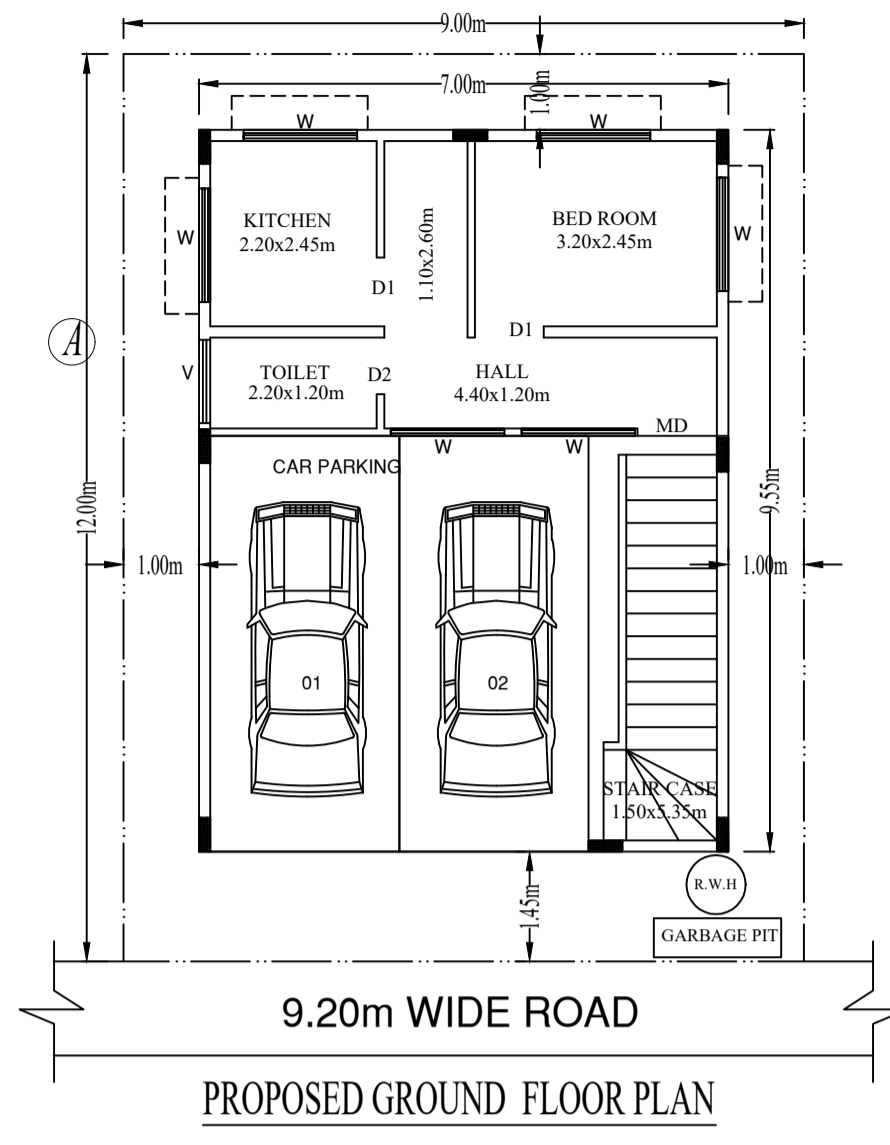 9.00m
7.00m
1.00m
W
W
KITCHEN
2.20x2.45m
BED ROOM
3.20x2.45m
W
W
1.10x2.60m
D1
D1
A
V
TOILET
2.20x1.20m
D2
HALL
4.40x1.20m
MD
W
W
CAR PARKING
12.00m
9.55m
1.00m
1.00m
01
02
STAIR CASE
1.50x5.35m
1.45m
R.W.H
GARBAGE PIT
9.20m WIDE ROAD
PROPOSED GROUND FLOOR PLAN